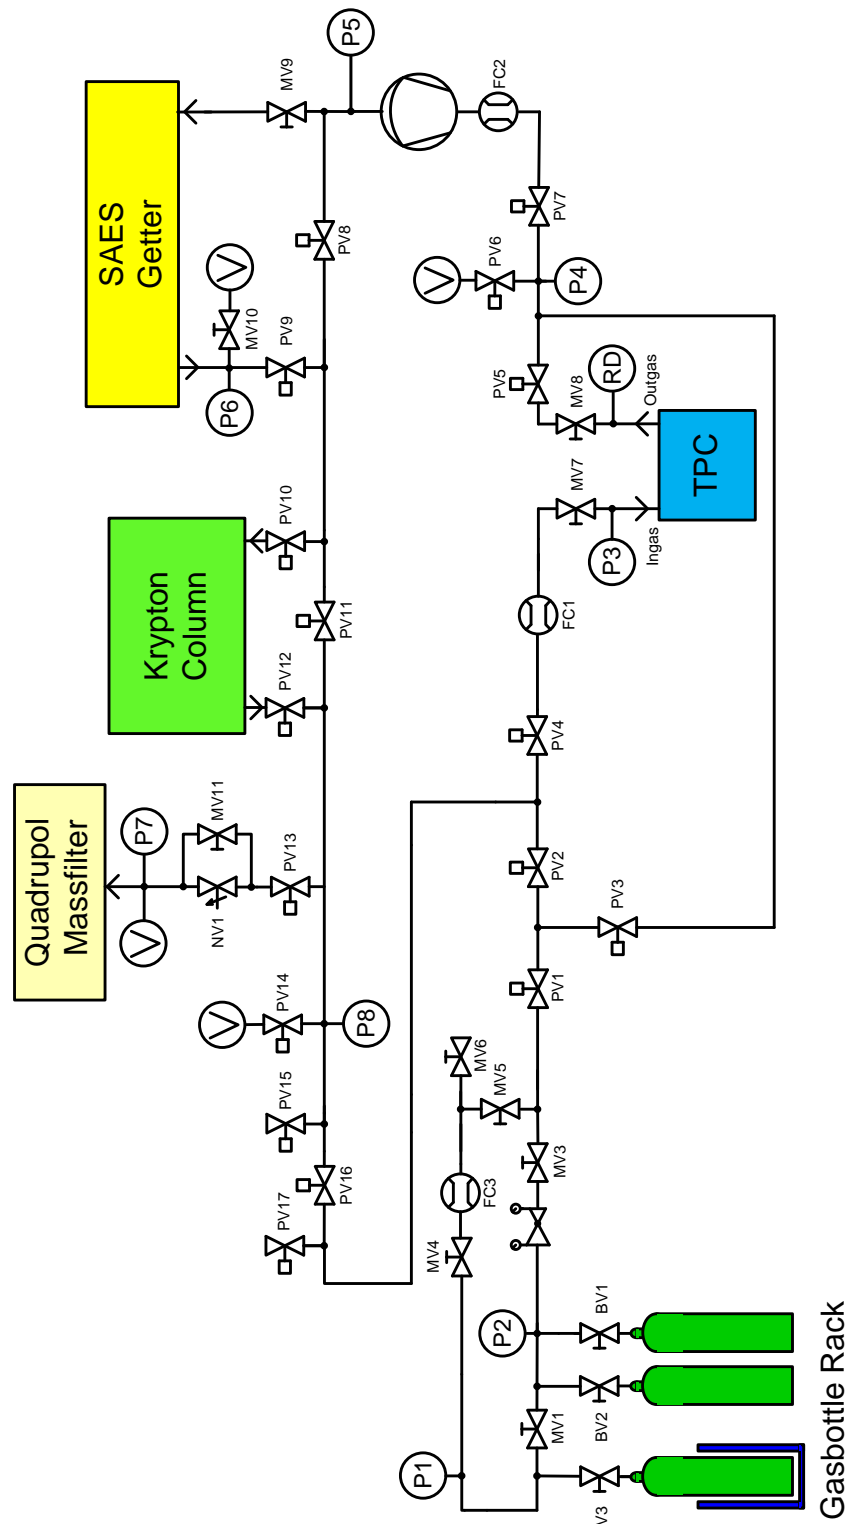 P5
MV9
FC2
SAES
Getter
PV8
PV7
V
PV6
V
MV10
P4
PV9
P6
PV5
MV8
RD
Outgas
TPC
MV7
P3
Ingas
PV10
Krypton
Column
PV11
FC1
PV12
PV4
Quadrupol
Massfilter
P7
MV11
PV13
V
NV1
PV2
PV3
PV1
V
PV14
P8
MV6
MV5
PV15
MV3
PV16
FC3
PV17
MV4
P2
BV1
BV2
MV1
P1
V3
Gasbottle Rack